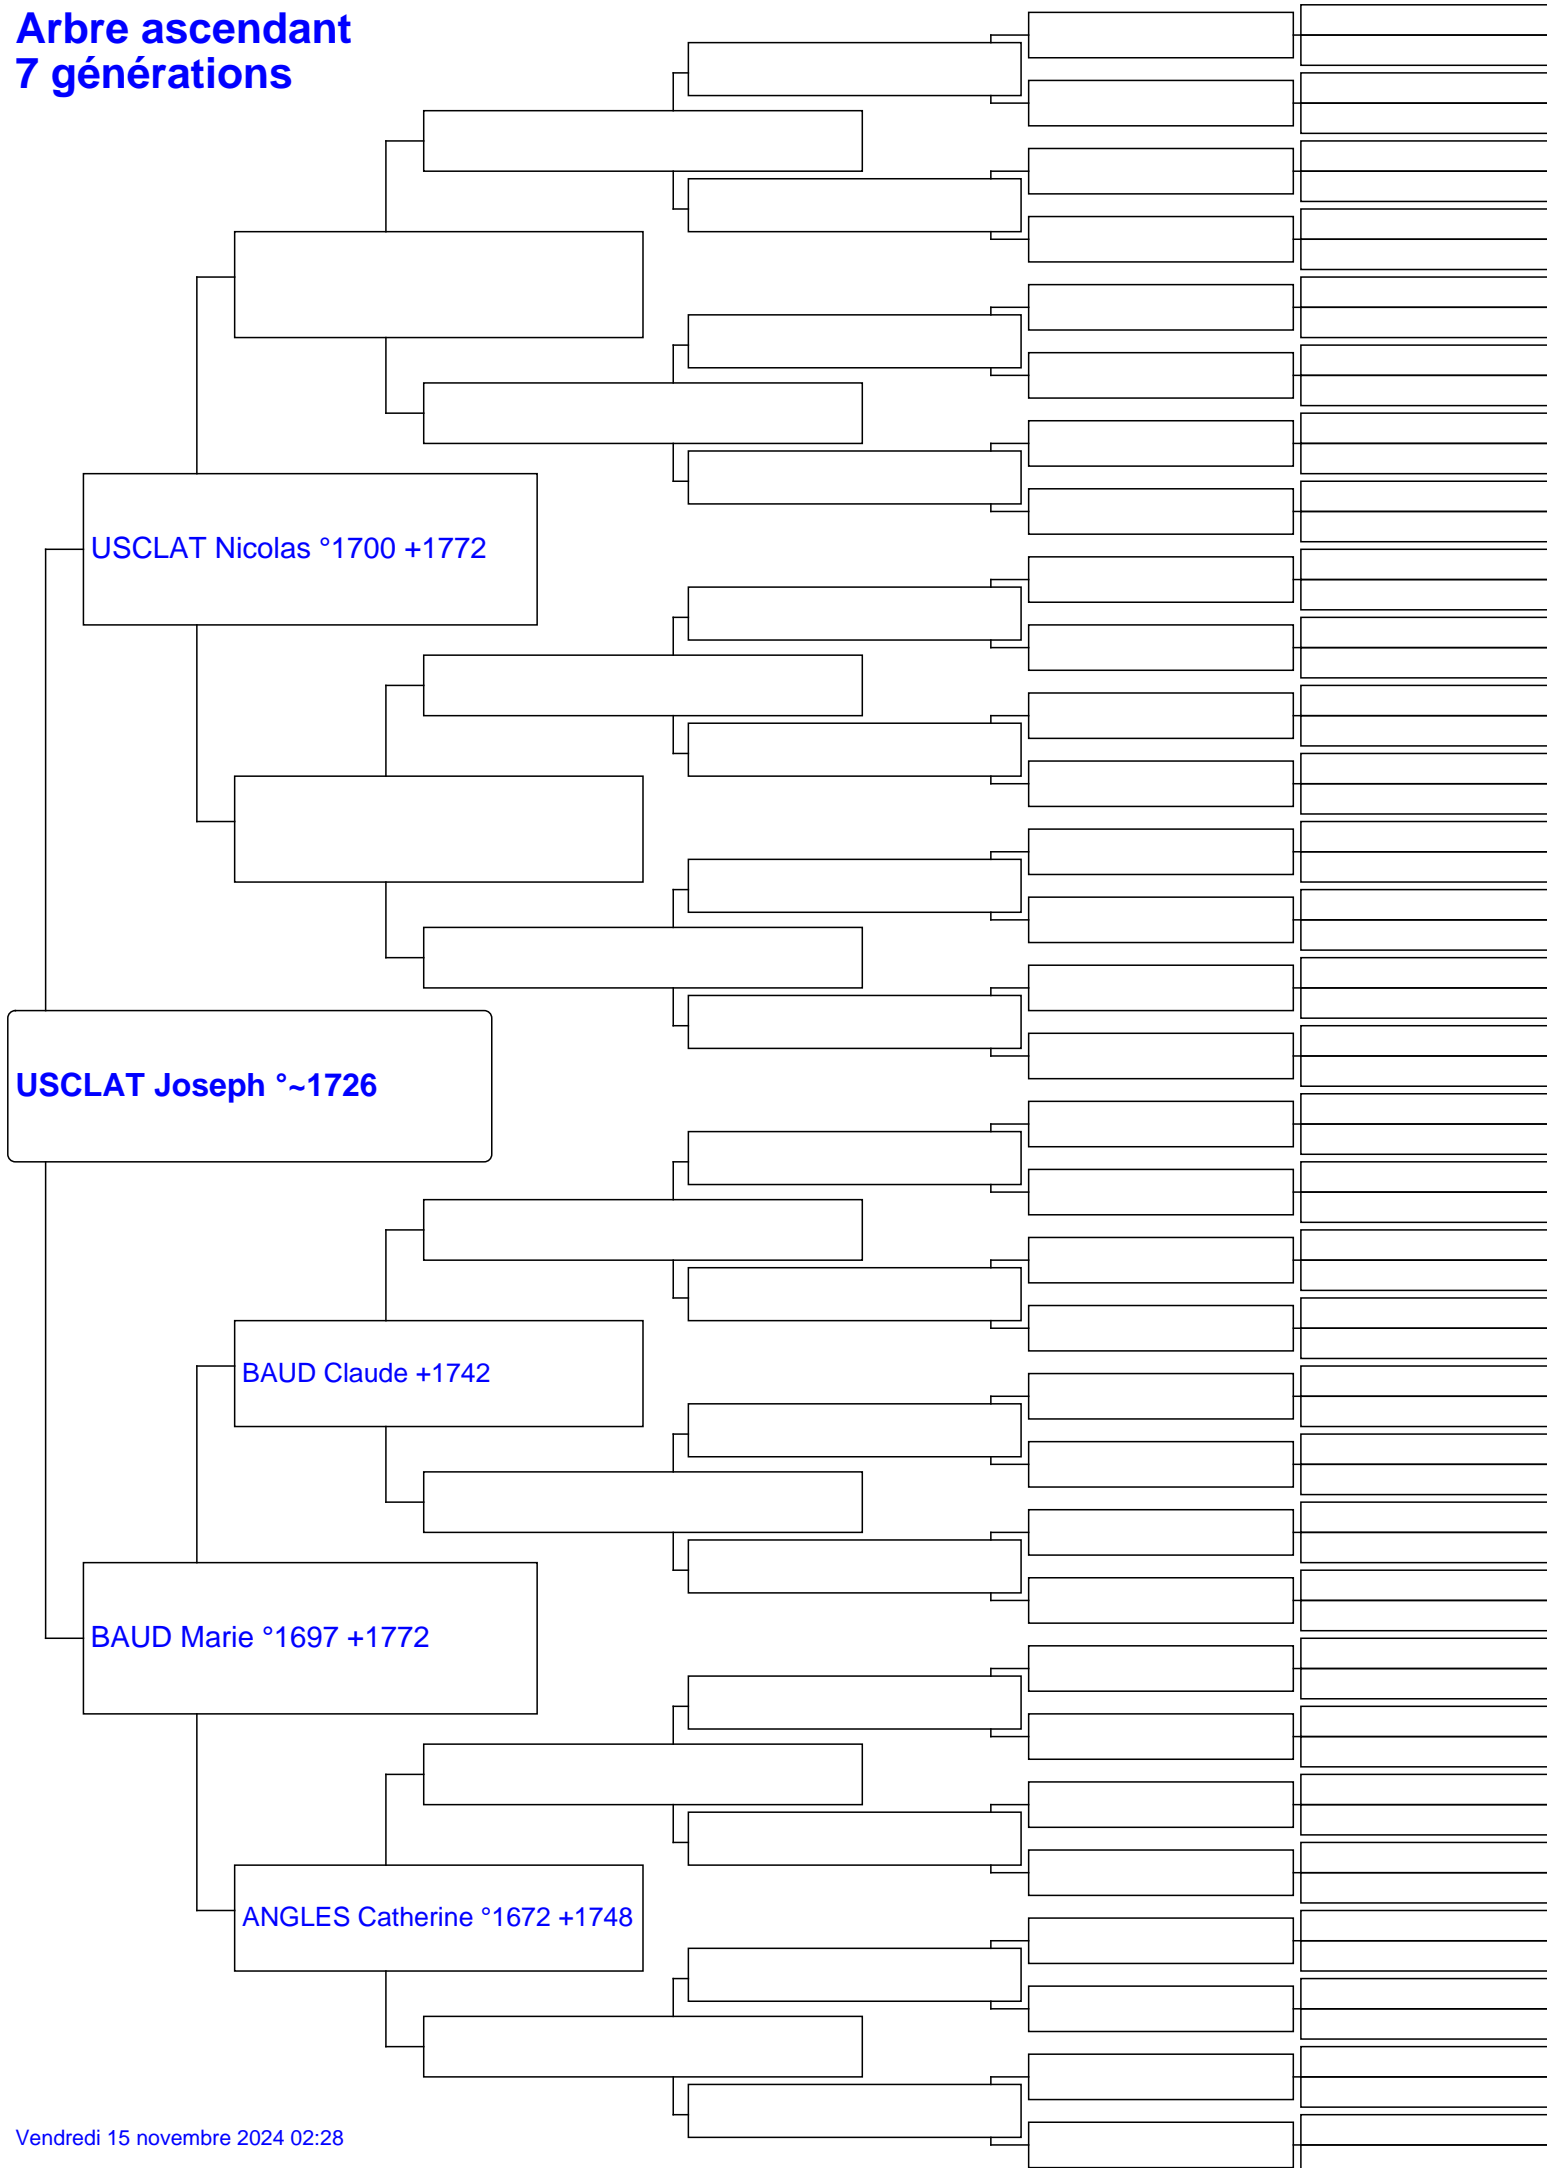 Arbre ascendant
7 générations
USCLAT Nicolas °1700 +1772
USCLAT Joseph °~1726
BAUD Claude +1742
BAUD Marie °1697 +1772
ANGLES Catherine °1672 +1748
Vendredi 15 novembre 2024 02:28